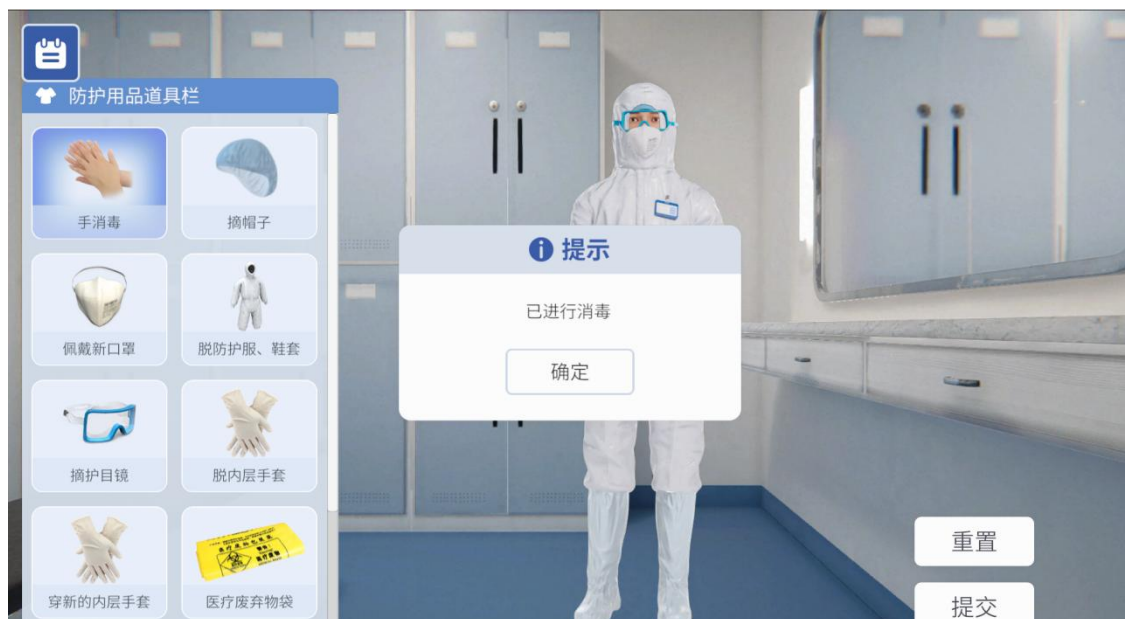 防护用品道具栏
手消毒
摘帽子
佩戴新口罩
脱防护服、鞋套
摘护目镜
脱内层手套
穿新的内层手套
医疗废弃物袋
提示
已进行消毒
确定
重置
提交